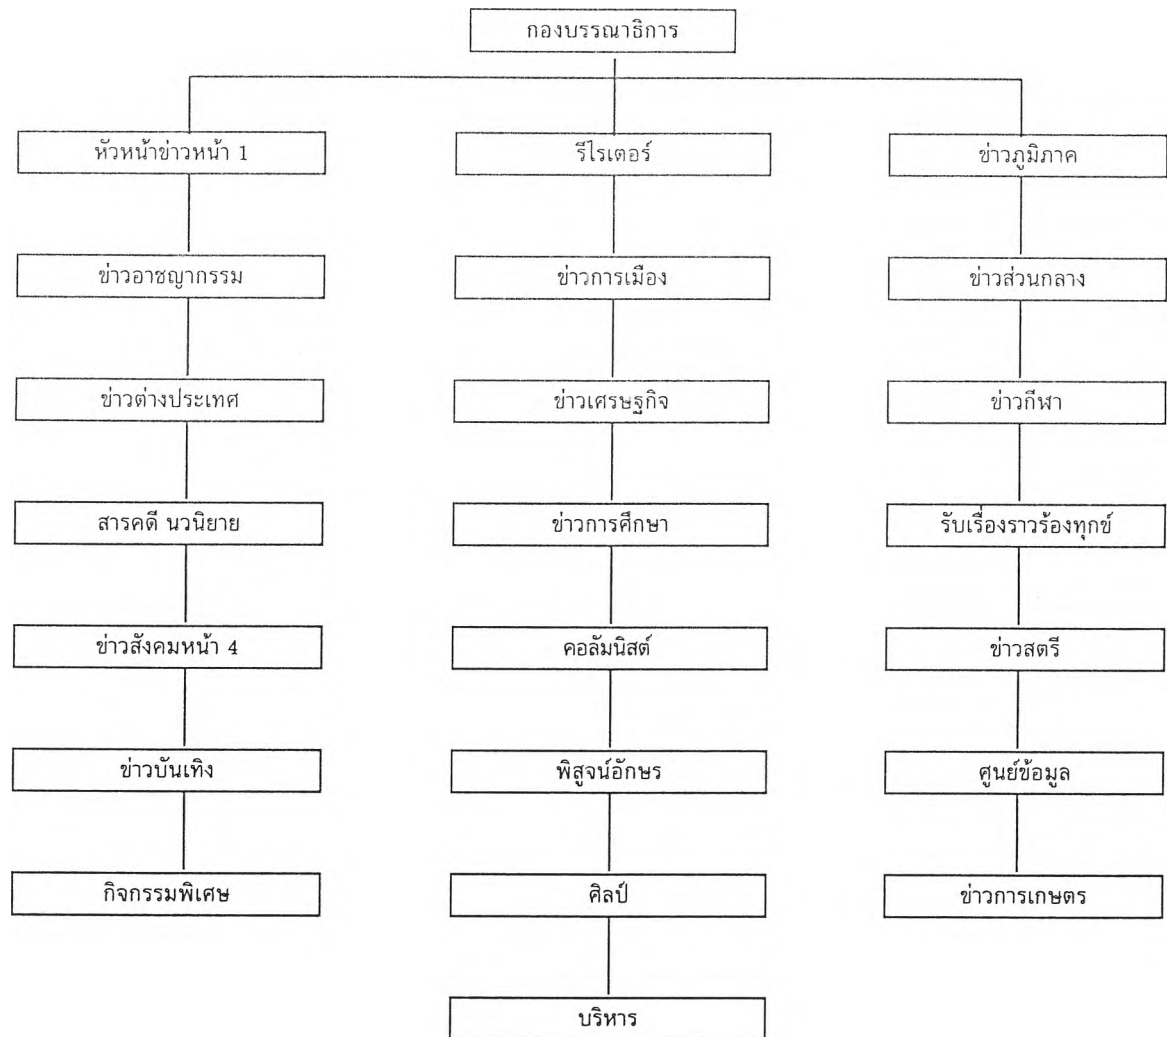 กองบรรณาธิการ
หัวหน้าข่าวหน้า 1
รีไรเตอร์
ข่าวภูมิภาค
ข่าวอาชญากรรม
ข่าวการเมือง
ข่าวส่วนกลาง
ข่าวต่างประเทศ
ข่าวเศรษฐกิจ
ข่าวกีฬา
สารคดี นวนิยาย
ข่าวการศึกษา
รับเรื่องราวร้องทุกข์
ข่าวสังคมหน้า 4
คอลัมนิสต์
ข่าวสตรี
ข่าวบันเทิง
พิสูจน์อักษร
ศูนย์ข้อมูล
กิจกรรมพิเศษ
ศิลป์
ข่าวการเกษตร
บริหาร